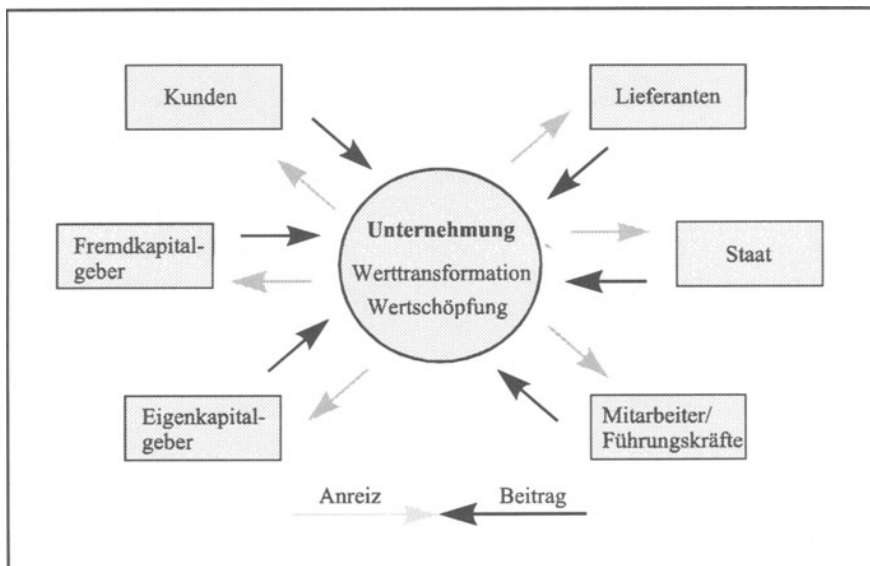 Kunden
Lieferanten
Unternehmung
Werttransformation
Wertschöpfung
Fremdkapital-
geber
Staat
Eigenkapital-
geber
Mitarbeiter/
Führungskräfte
Anreiz
Beitrag